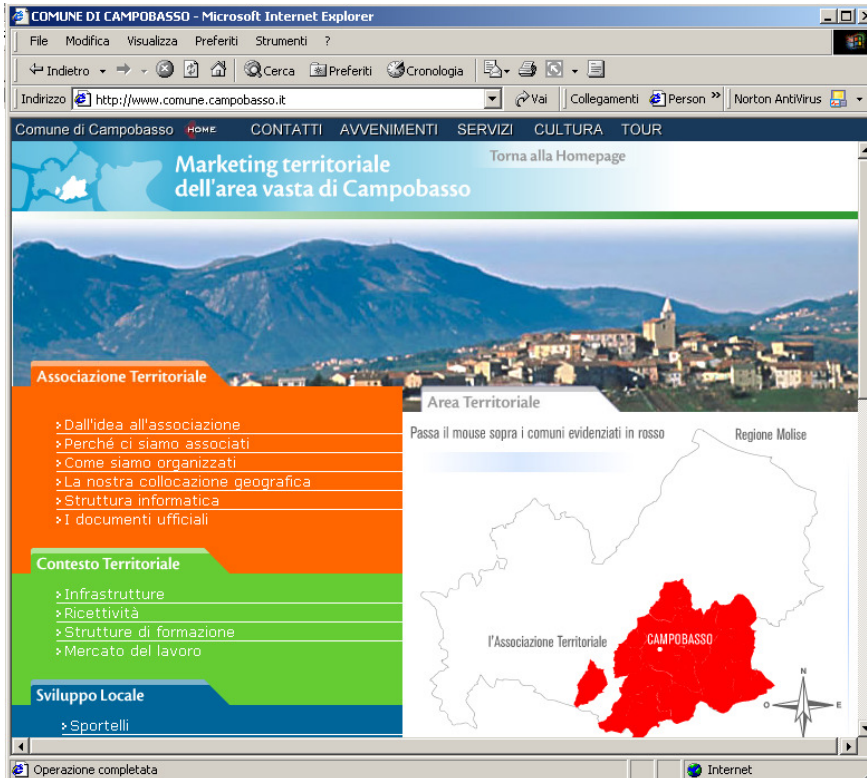 COMUNE DI CAMPOBASSO - Microsoft Internet Explorer
File Modifica Visualizza Preferiti Strumenti ?
Indietro Cerca Preferiti Cronologia
Indirizzo http://www.comune.campobasso.it Vai Collegamenti Person » Norton AntiVirus
Comune di Campobasso HOME CONTATTI AVVENIMENTI SERVIZI CULTURA TOUR
Torna alla Homepage
Marketing territoriale
dell'area vasta di Campobasso
Associazione Territoriale
> Dall'idea all'associazione
> Perché ci siamo associati
> Come siamo organizzati
> La nostra collocazione geografica
> Struttura informatica
> I documenti ufficiali
Contesto Territoriale
> Infrastrutture
> Ricettività
> Strutture di formazione
> Mercato del lavoro
Sviluppo Locale
> Sportelli
Area Territoriale
Passa il mouse sopra i comuni evidenziati in rosso
Regione Molise
l'Associazione Territoriale
CAMPOBASSO
N
O E
Operazione completata Internet